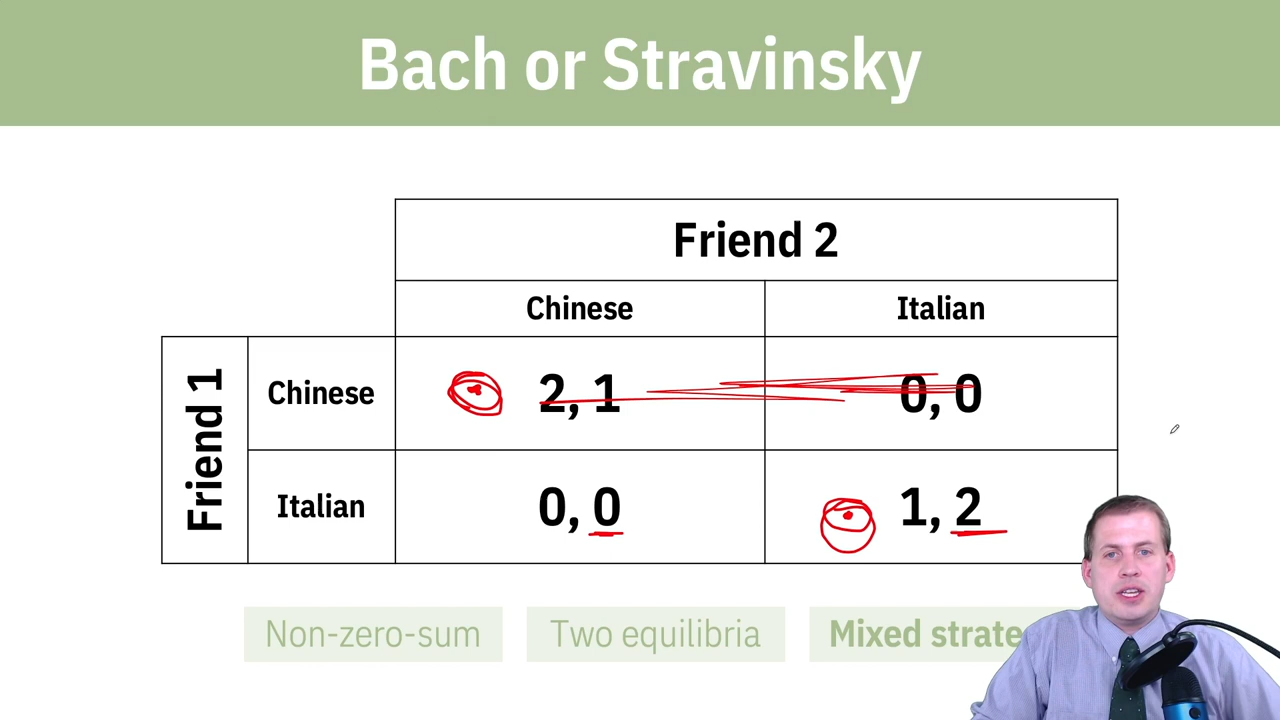 Bach or Stravinsky
Friend 2
Chinese Italian
Friend 1
Chinese 2, 1 0, 0
Italian 0, 0 1, 2
Non-zero-sum Two equilibria Mixed